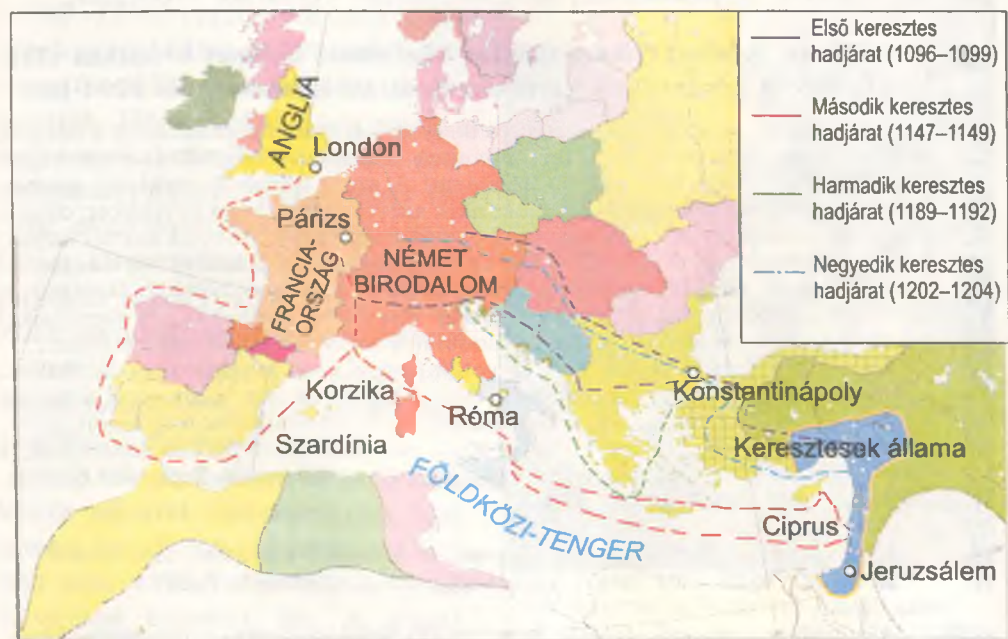 Első keresztes
hadjárat (1096–1099)
Második keresztes
hadjárat (1147–1149)
Harmadik keresztes
hadjárat (1189–1192)
Negyedik keresztes
hadjárat (1202–1204)
ANGLIA
London
Párizs
FRANCIA-
ORSZÁG
NÉMET
BIRODALOM
Korzika
Róma
Szardínia
Konstantinápoly
Keresztesek állama
FÖLDKÖZI-TENGER
Ciprus
Jeruzsálem